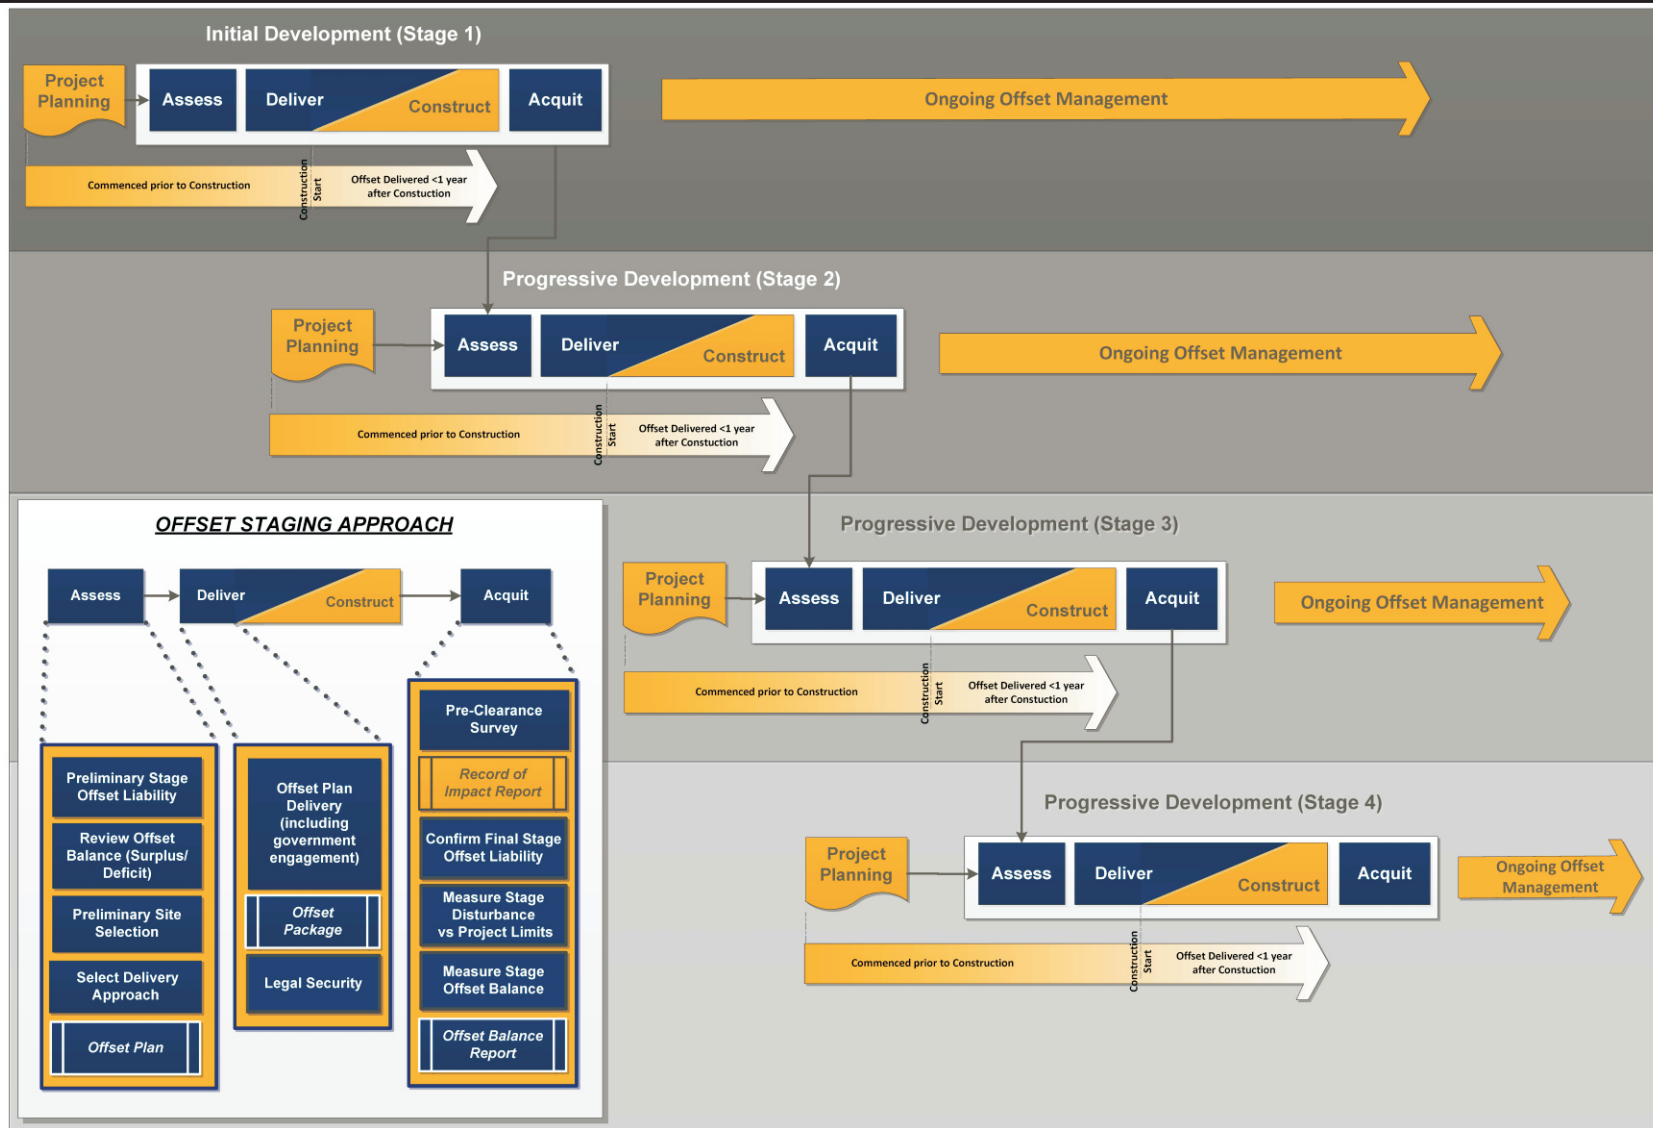 Initial Development (Stage 1)
Project
Planning
Assess
Deliver
Construct
Acquit
Ongoing Offset Management
Commenced prior to Construction
Construction
Start
Offset Delivered <1 year
after Constuction
Progressive Development (Stage 2)
Project
Planning
Assess
Deliver
Construct
Acquit
Ongoing Offset Management
Commenced prior to Construction
Construction
Start
Offset Delivered <1 year
after Constuction
Progressive Development (Stage 3)
Project
Planning
Assess
Deliver
Construct
Acquit
Ongoing Offset Management
Commenced prior to Construction
Construction
Start
Offset Delivered <1 year
after Constuction
Progressive Development (Stage 4)
Project
Planning
Assess
Deliver
Construct
Acquit
Ongoing Offset
Management
Commenced prior to Construction
Construction
Start
Offset Delivered <1 year
after Constuction
OFFSET STAGING APPROACH
Assess
Deliver
Construct
Acquit
Preliminary Stage
Offset Liability
Review Offset
Balance (Surplus/
Deficit)
Preliminary Site
Selection
Select Delivery
Approach
Offset Plan
Offset Plan
Delivery
(including
government
engagement)
Offset
Package
Legal Security
Pre-Clearance
Survey
Record of
Impact Report
Confirm Final Stage
Offset Liability
Measure Stage
Disturbance
vs Project Limits
Measure Stage
Offset Balance
Offset Balance
Report